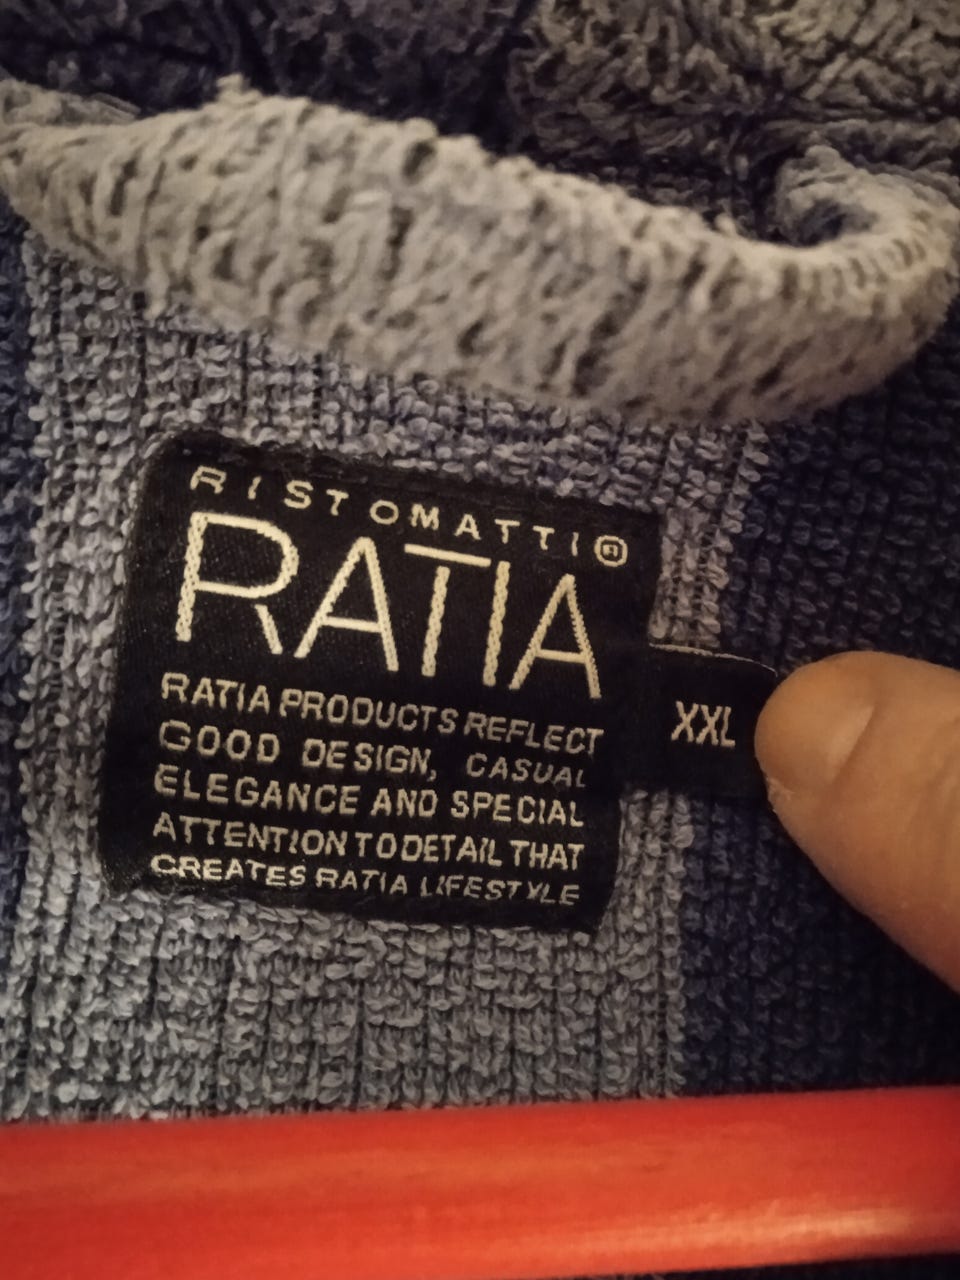 RISTOMATTI®
RATIA
RATIA PRODUCTS REFLECT
GOOD DESIGN, CASUAL
ELEGANCE AND SPECIAL
ATTENTION TO DETAIL THAT
CREATES RATIA LIFESTYLE
XXL